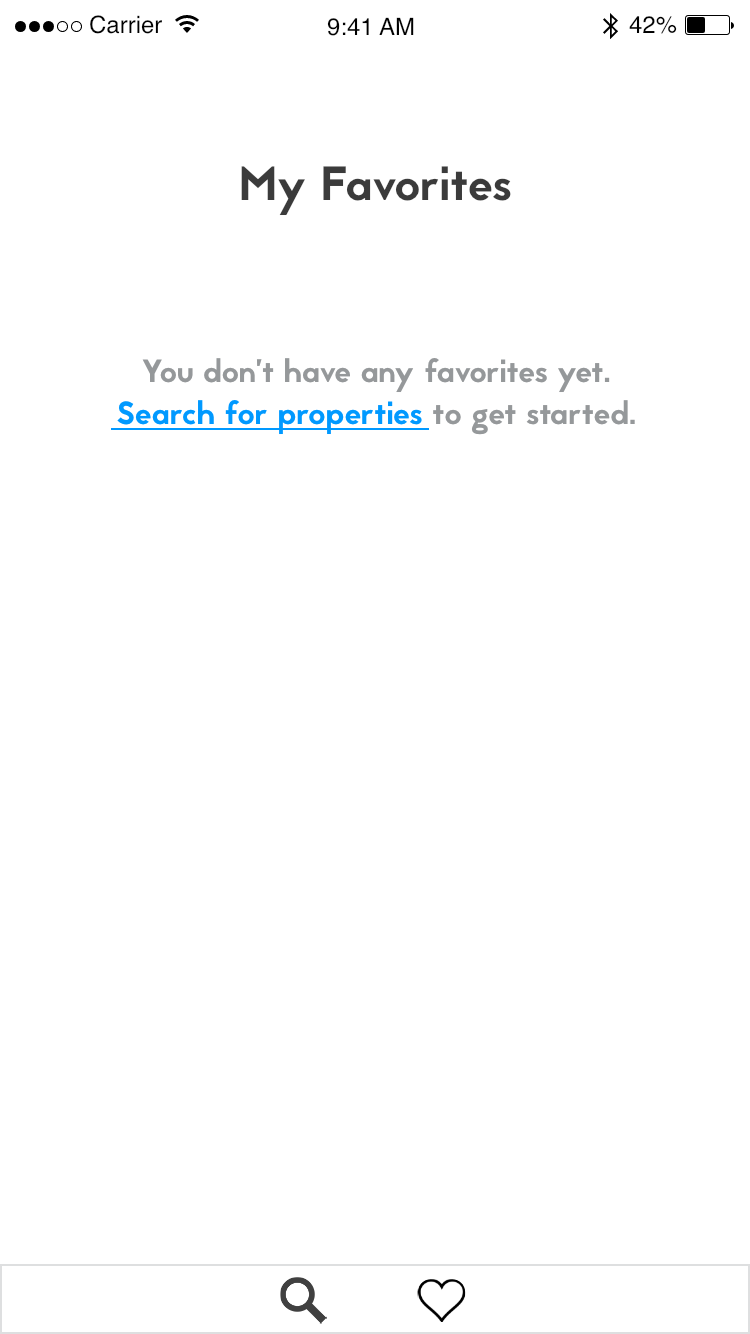 Carrier 9:41 AM 42%
My Favorites
You don't have any favorites yet.
Search for properties to get started.